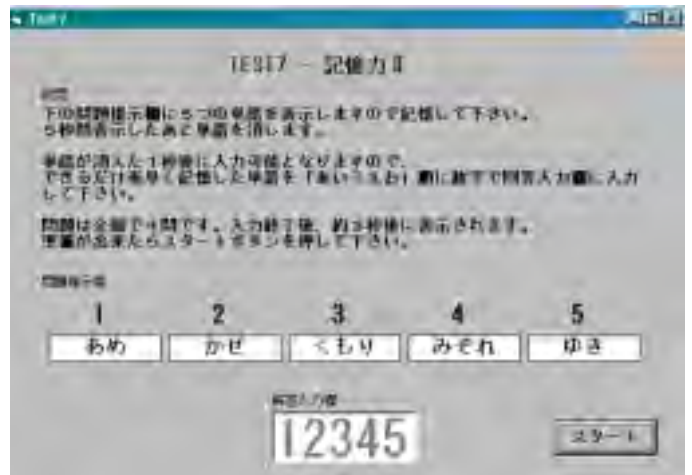 TEST7
TEST7 － 記憶力Ⅱ
説明
下の問題提示欄に５つの単語を表示しますので記憶して下さい。
５秒間表示したあと単語を消します。
単語が消えた１秒後に入力可能となりますので、
できるだけ素早く記憶した単語を「あいうえお」順に数字で回答入力欄に入力
して下さい。
問題は全部で 問です。入力終了後、約３秒後に表示されます。
準備が出来たらスタートボタンを押して下さい。
問題提示欄
1 2 3 4 5
あめ かぜ くもり みぞれ ゆき
回答入力欄
12345
スタート